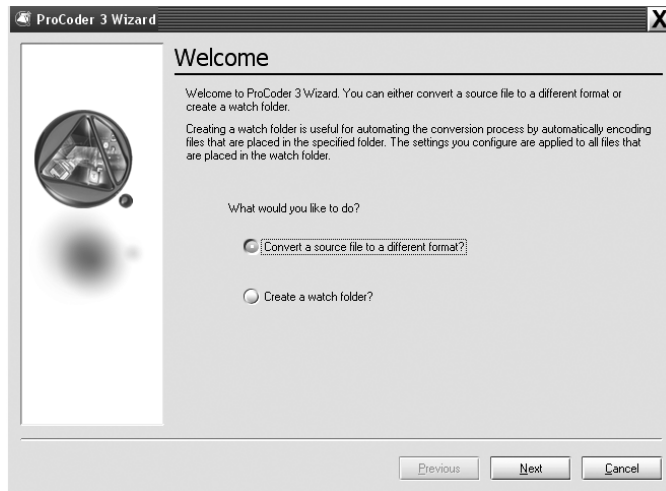 ProCoder 3 Wizard
Welcome
Welcome to ProCoder 3 Wizard. You can either convert a source file to a different format or
create a watch folder.
Creating a watch folder is useful for automating the conversion process by automatically encoding
files that are placed in the specified folder. The settings you configure are applied to all files that
are placed in the watch folder.
What would you like to do?
Convert a source file to a different format?
Create a watch folder?
Previous Next Cancel